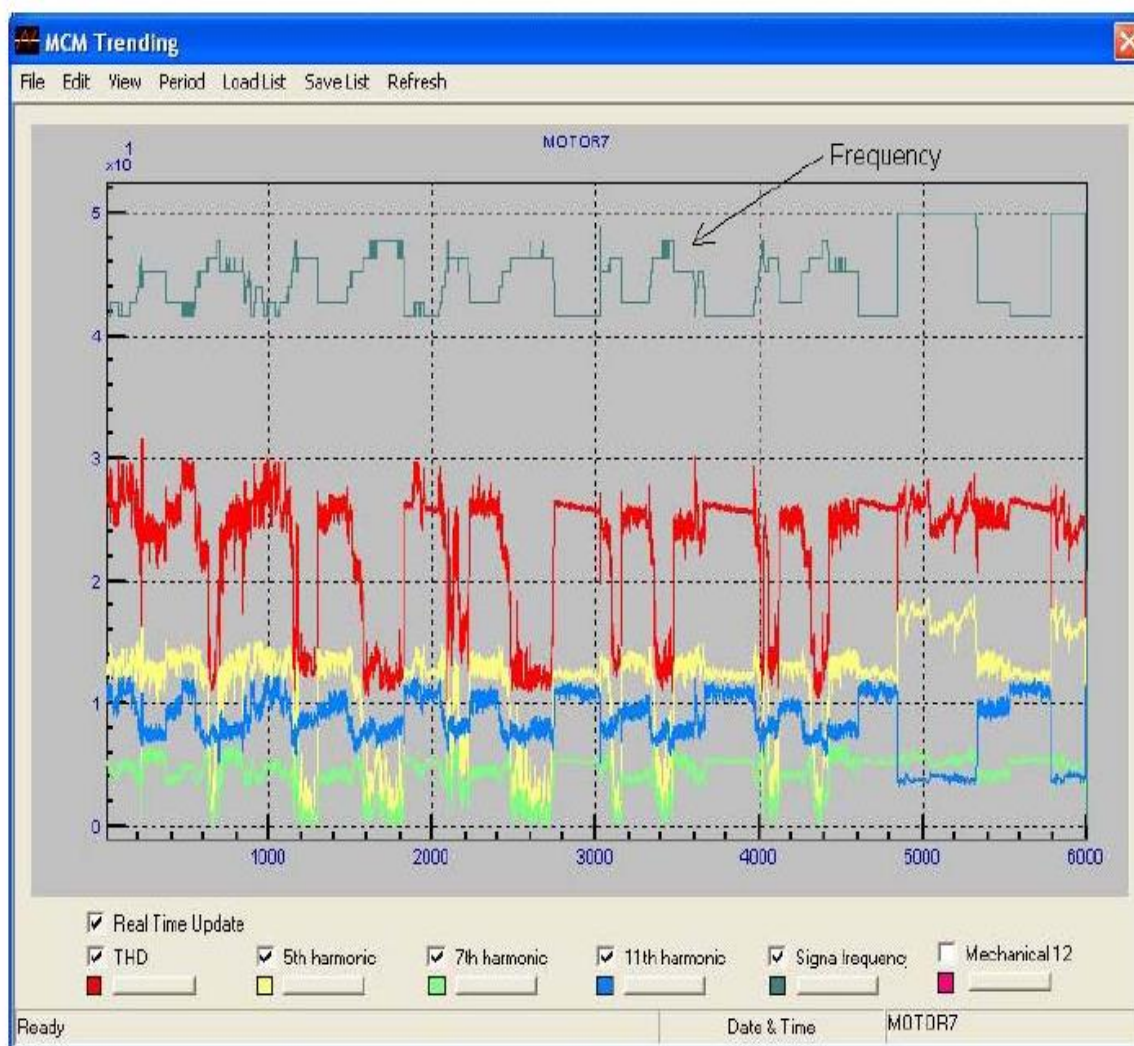 MCM Trending
File Edit View Period Load List Save List Refresh
MOTOR7
1
x10
Frequency
5
4
3
2
1
0
1000 2000 3000 4000 5000 6000
Real Time Update
THD 5th harmonic 7th harmonic 11th harmonic Signa frequency Mechanical 12
Ready Date & Time MOTOR7